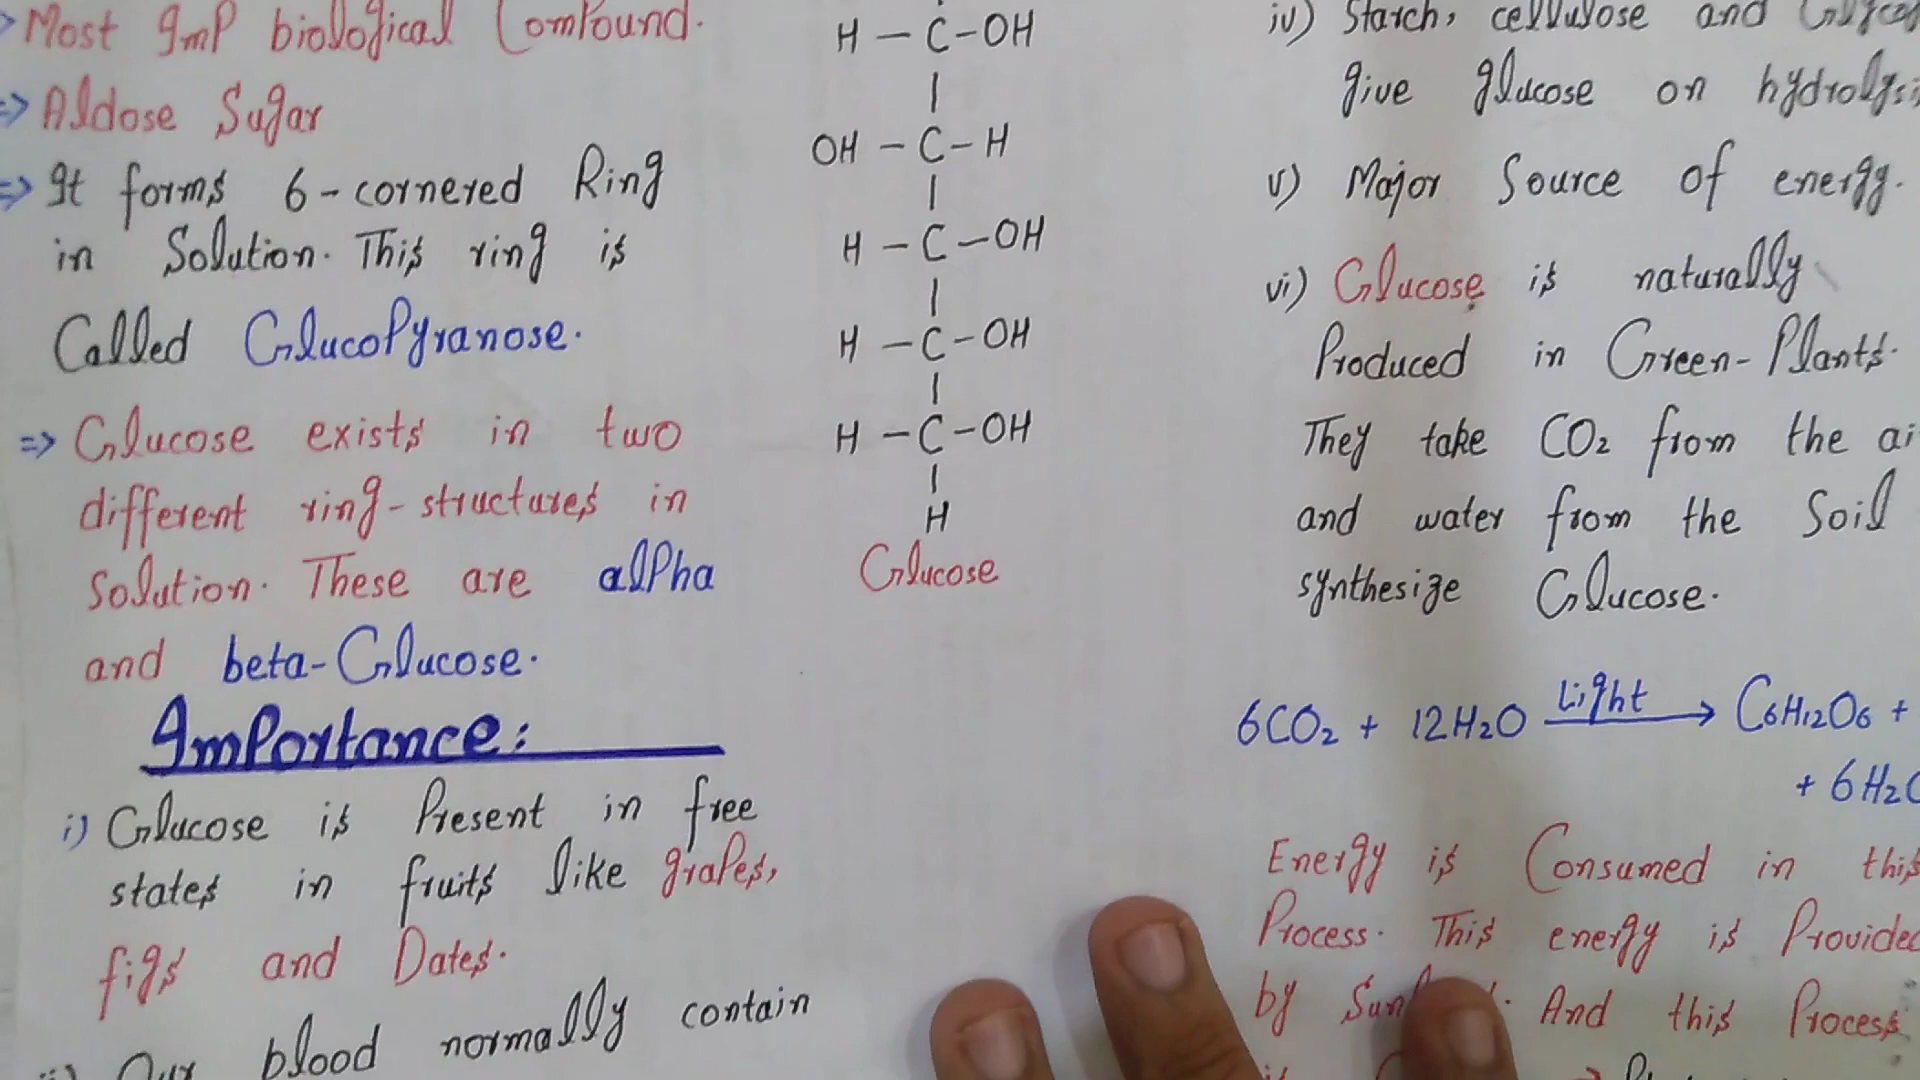 Most Imp biological Compound.
=> Aldose Sugar
=> It forms 6-cornered Ring
in Solution. This ring is
Called GlucoPyranose.
=> Glucose exists in two
different ring-structures in
Solution. These are alPha
and beta-Glucose.
ImPortance:
i) Glucose is Present in free
states in fruits like graPes,
figs and Dates.
Our blood normally contain
H - C - OH
|
OH - C - H
|
H - C - OH
|
H - C - OH
|
H - C - OH
|
H
Glucose
iv) Starch, cellulose and
give glucose on
v) Major Source of energy.
vi) Glucose is naturally
Produced in Green-Plants.
They take CO2 from the
and water from the Soil
synthesize Glucose.
6CO2 + 12H2O Light → C6H12O6 +
+ 6H2O
Energy is Consumed in this
Process. This energy is
by And this Process